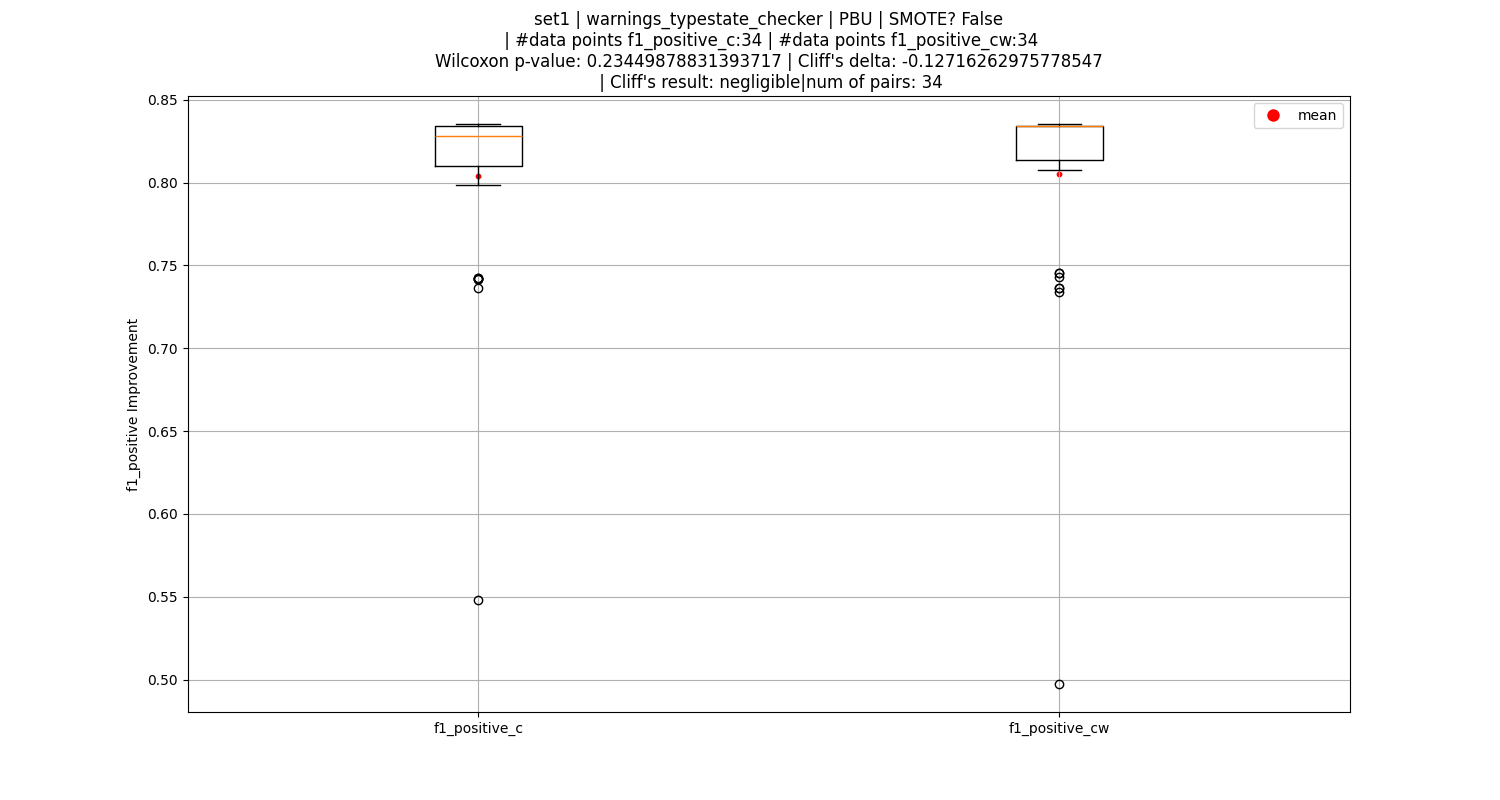 set1 | warnings_typestate_checker | PBU | SMOTE? False
| #data points f1_positive_c:34 | #data points f1_positive_cw:34
Wilcoxon p-value: 0.23449878831393717 | Cliff's delta: -0.12716262975778547
| Cliff's result: negligible|num of pairs: 34
mean
f1_positive Improvement
0.85
0.80
0.75
0.70
0.65
0.60
0.55
0.50
f1_positive_c
f1_positive_cw